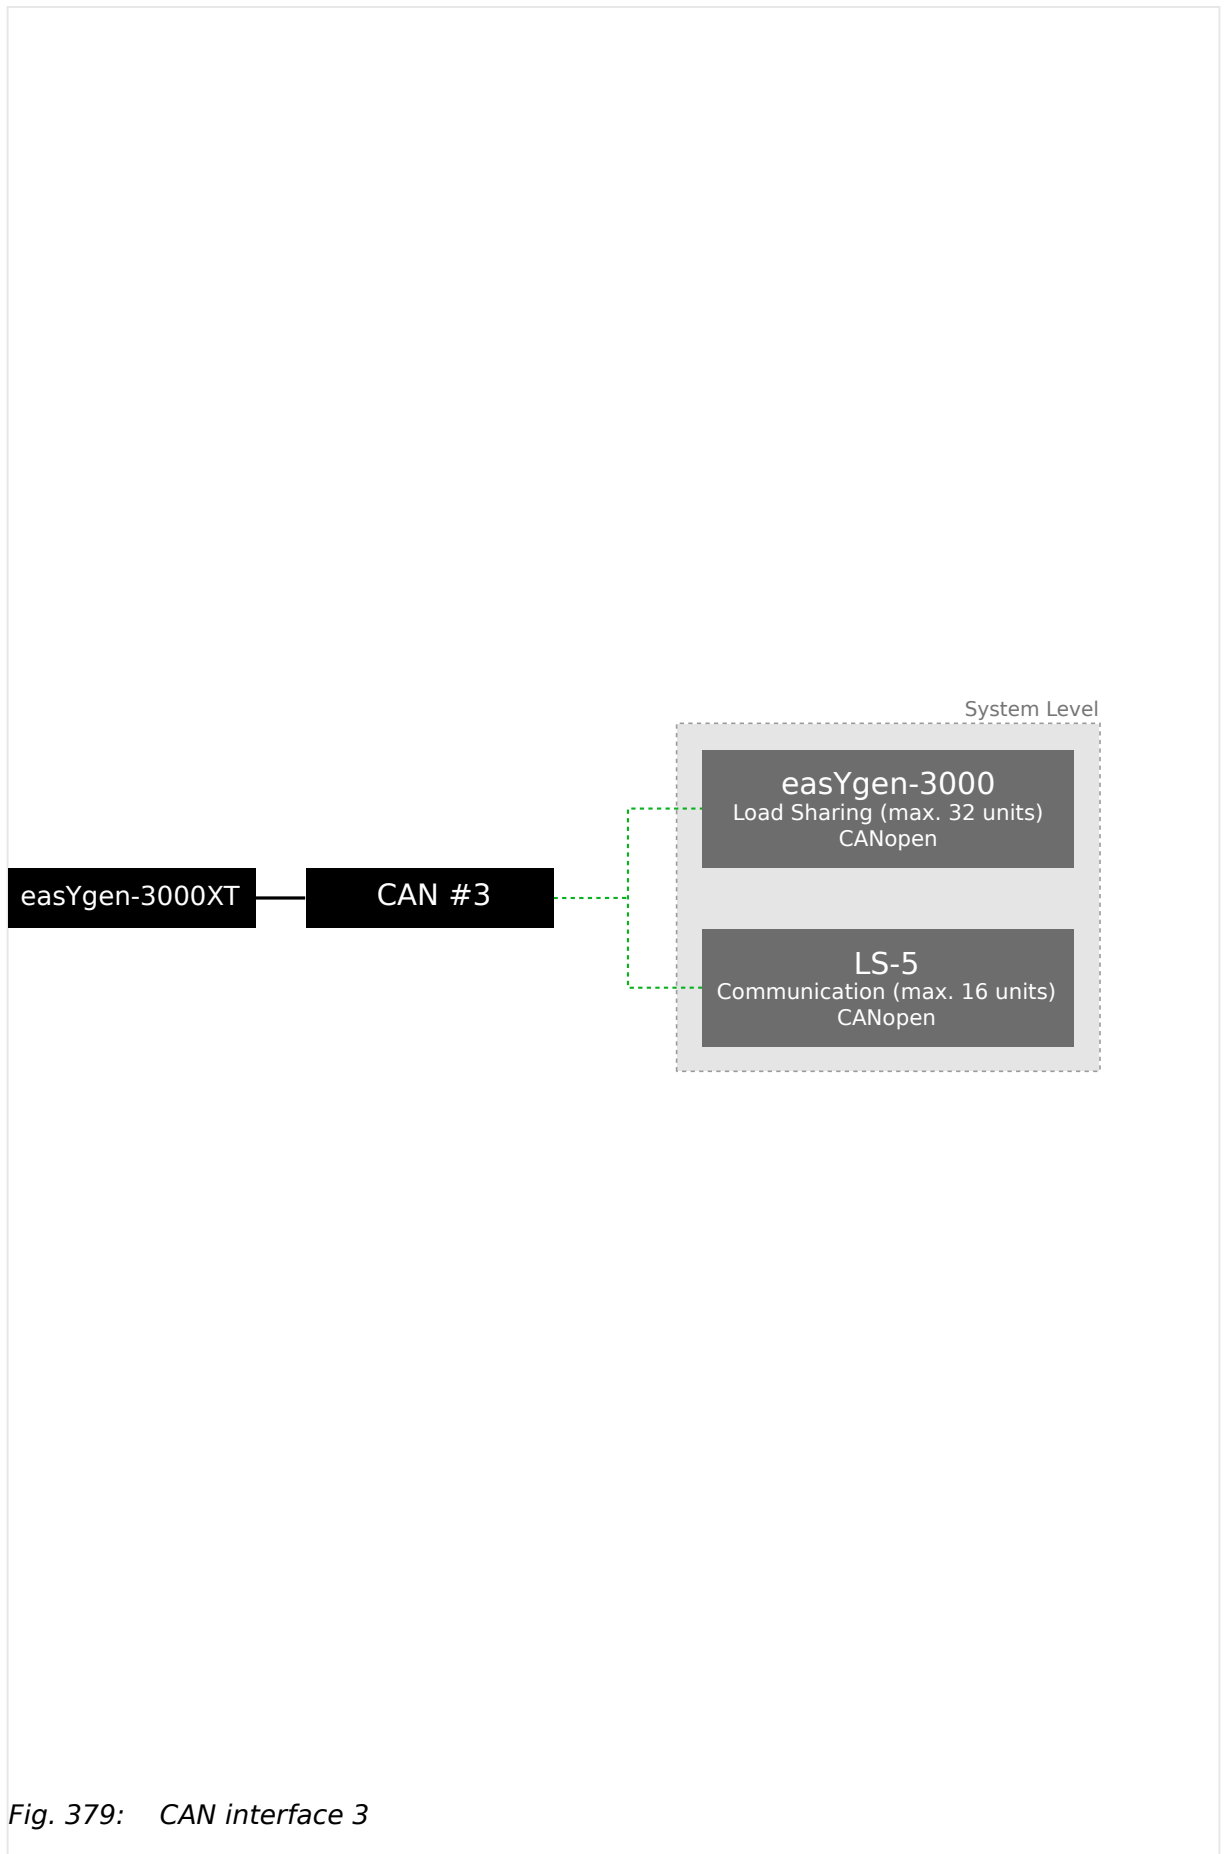 System Level
easYgen-3000
Load Sharing (max. 32 units)
CANopen
easYgen-3000XT
CAN #3
LS-5
Communication (max. 16 units)
CANopen
Fig. 379: CAN interface 3